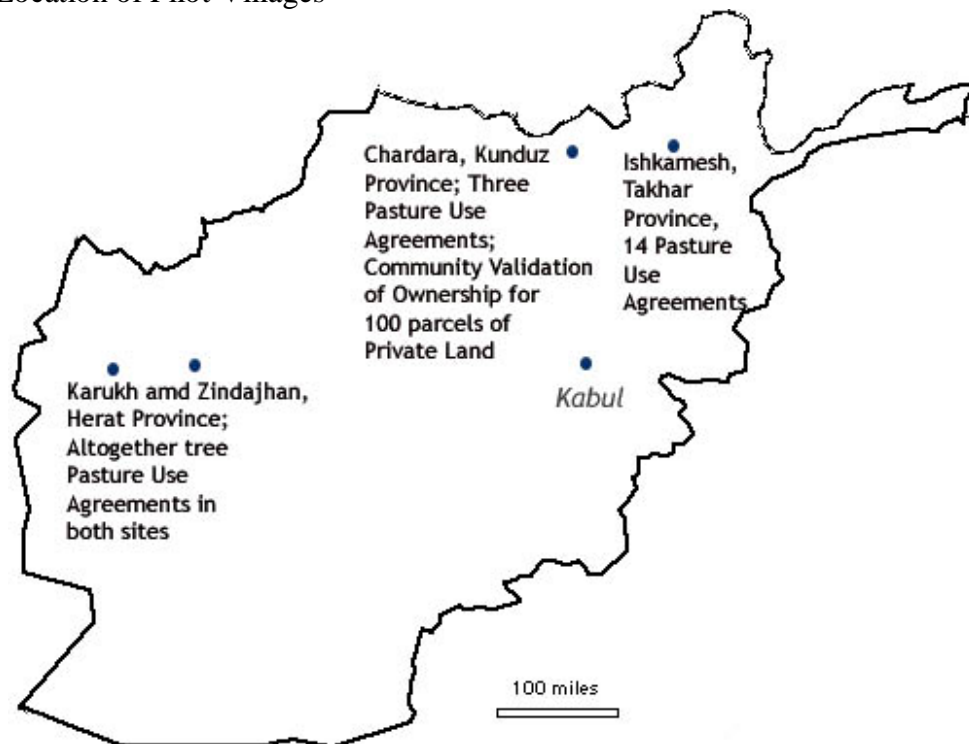 Location of Pilot Villages
Chardara, Kunduz
Province; Three
Pasture Use
Agreements;
Community Validation
of Ownership for
100 parcels of
Private Land
Ishkamesh,
Takhar
Province,
14 Pasture
Use
Agreements
Karukh amd Zindajhan,
Herat Province;
Altogether tree
Pasture Use
Agreements in
both sites
Kabul
100 miles